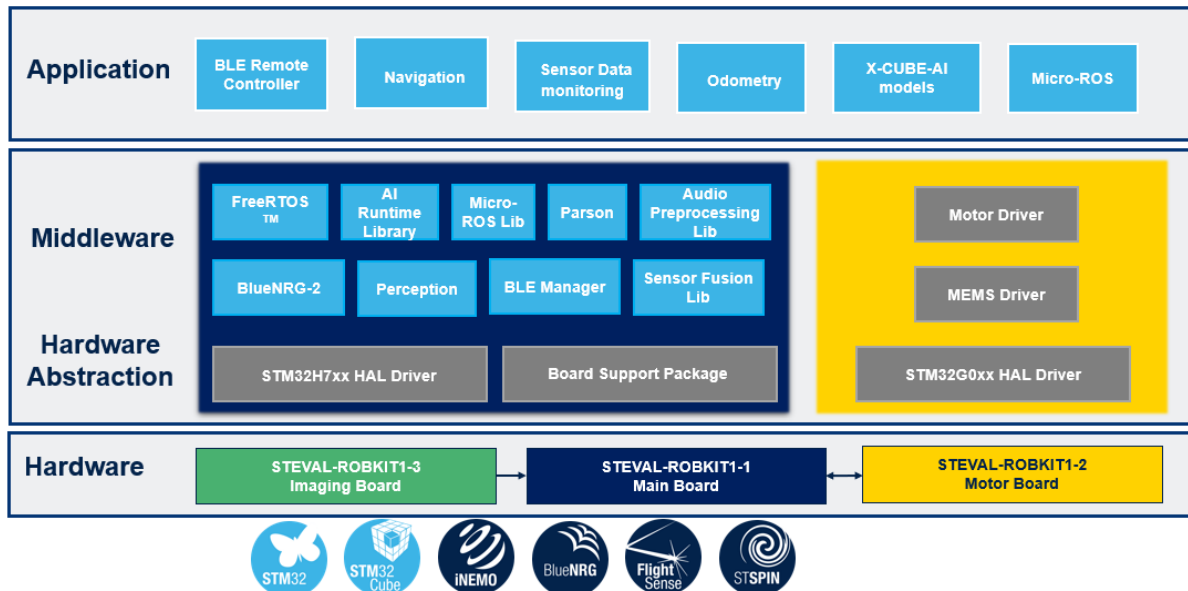 Application
BLE Remote
Controller
Navigation
Sensor Data
monitoring
Odometry
X-CUBE-AI
models
Micro-ROS
Middleware
FreeRTOS
TM
AI
Runtime
Library
Micro-
ROS Lib
Parson
Audio
Preprocessing
Lib
BlueNRG-2
Perception
BLE Manager
Sensor Fusion
Lib
Motor Driver
MEMS Driver
Hardware
Abstraction
STM32H7xx HAL Driver
Board Support Package
STM32G0xx HAL Driver
Hardware
STEVAL-ROBKIT1-3
Imaging Board
STEVAL-ROBKIT1-1
Main Board
STEVAL-ROBKIT1-2
Motor Board
STM32
STM32
Cube
iNEMO
BlueNRG
Flight
Sense
STSPIN